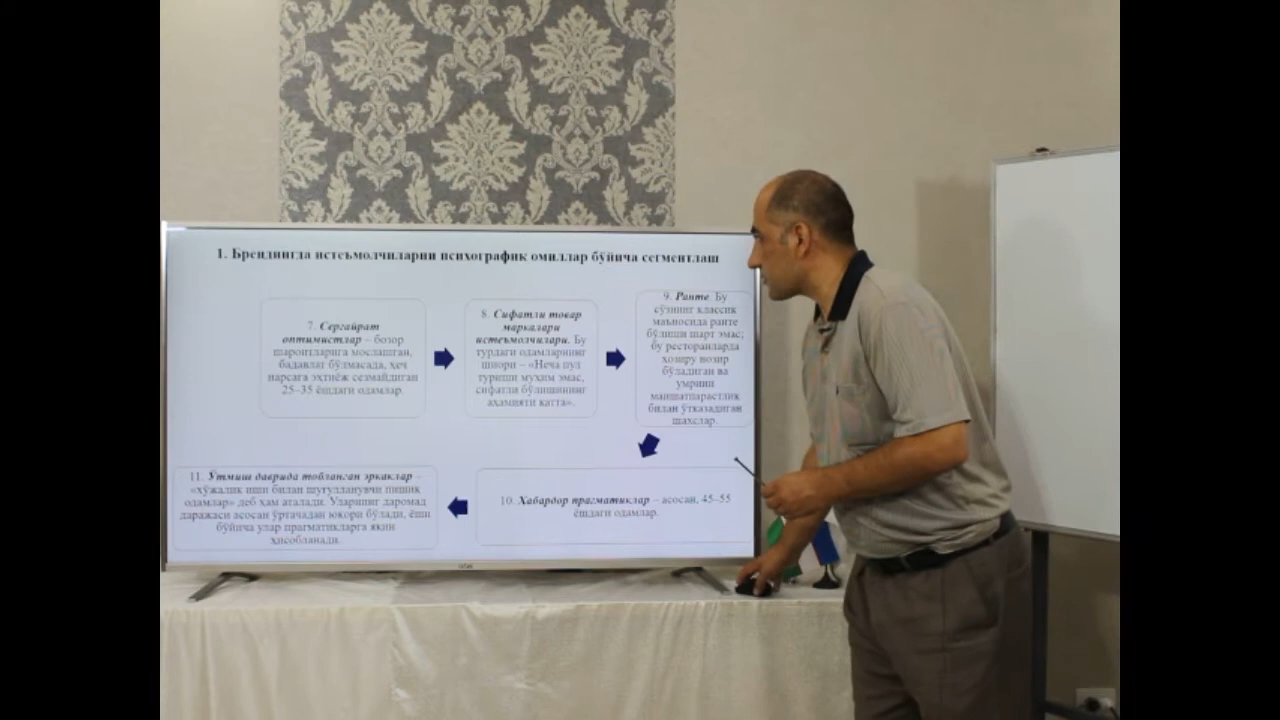 1. Брендингда истеъмолчиларни психографик омиллар бўйича сегментлаш
7. Серғайрат
оптимистлар – бозор
шароитларига мослашган,
бадавлат бўлмасада, ҳеч
нарсага эҳтиёж сезмайдиган
25–35 ёшдаги одамлар.
8. Сифатли товар
маркалари
истеъмолчилари. Бу
турдаги одамларнинг
шиори – «Неча пул
туриши муҳим эмас,
сифатли бўлишининг
аҳамияти катта».
9. Ранте. Бу
сўзнинг классик
маъносида ранте
бўлиши шарт эмас;
бу ресторанларда
ҳозиру нозир
бўладиган ва
умрини
маишатпарастлик
билан ўтказадиган
шахслар.
10. Хабардор прагматиклар – асосан, 45–55
ёшдаги одамлар.
11. Ўтмиш даврида тобланган эркаклар –
«хўжалик иши билан шуғулланувчи пишиқ
одамлар» деб ҳам аталади. Уларнинг даромад
даражаси асосан ўртачадан юқори бўлади, ёши
бўйича улар прагматикларга яқин
ҳисобланади.